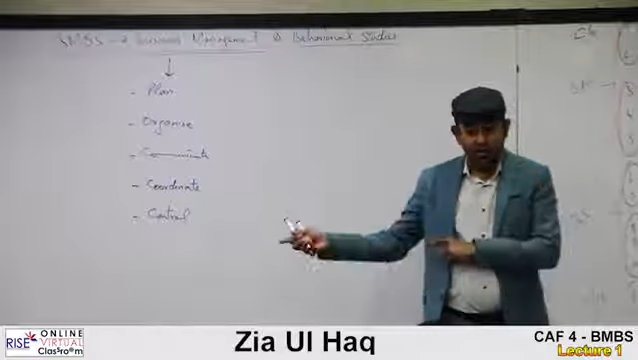 BMBS → Business Management & Behavioural Studies
- Plan
- Organise
- Communicate
- Coordinate
- Control
RISE
ONLINE
VIRTUAL
Classroom
Zia Ul Haq
CAF 4 - BMBS
Lecture 1